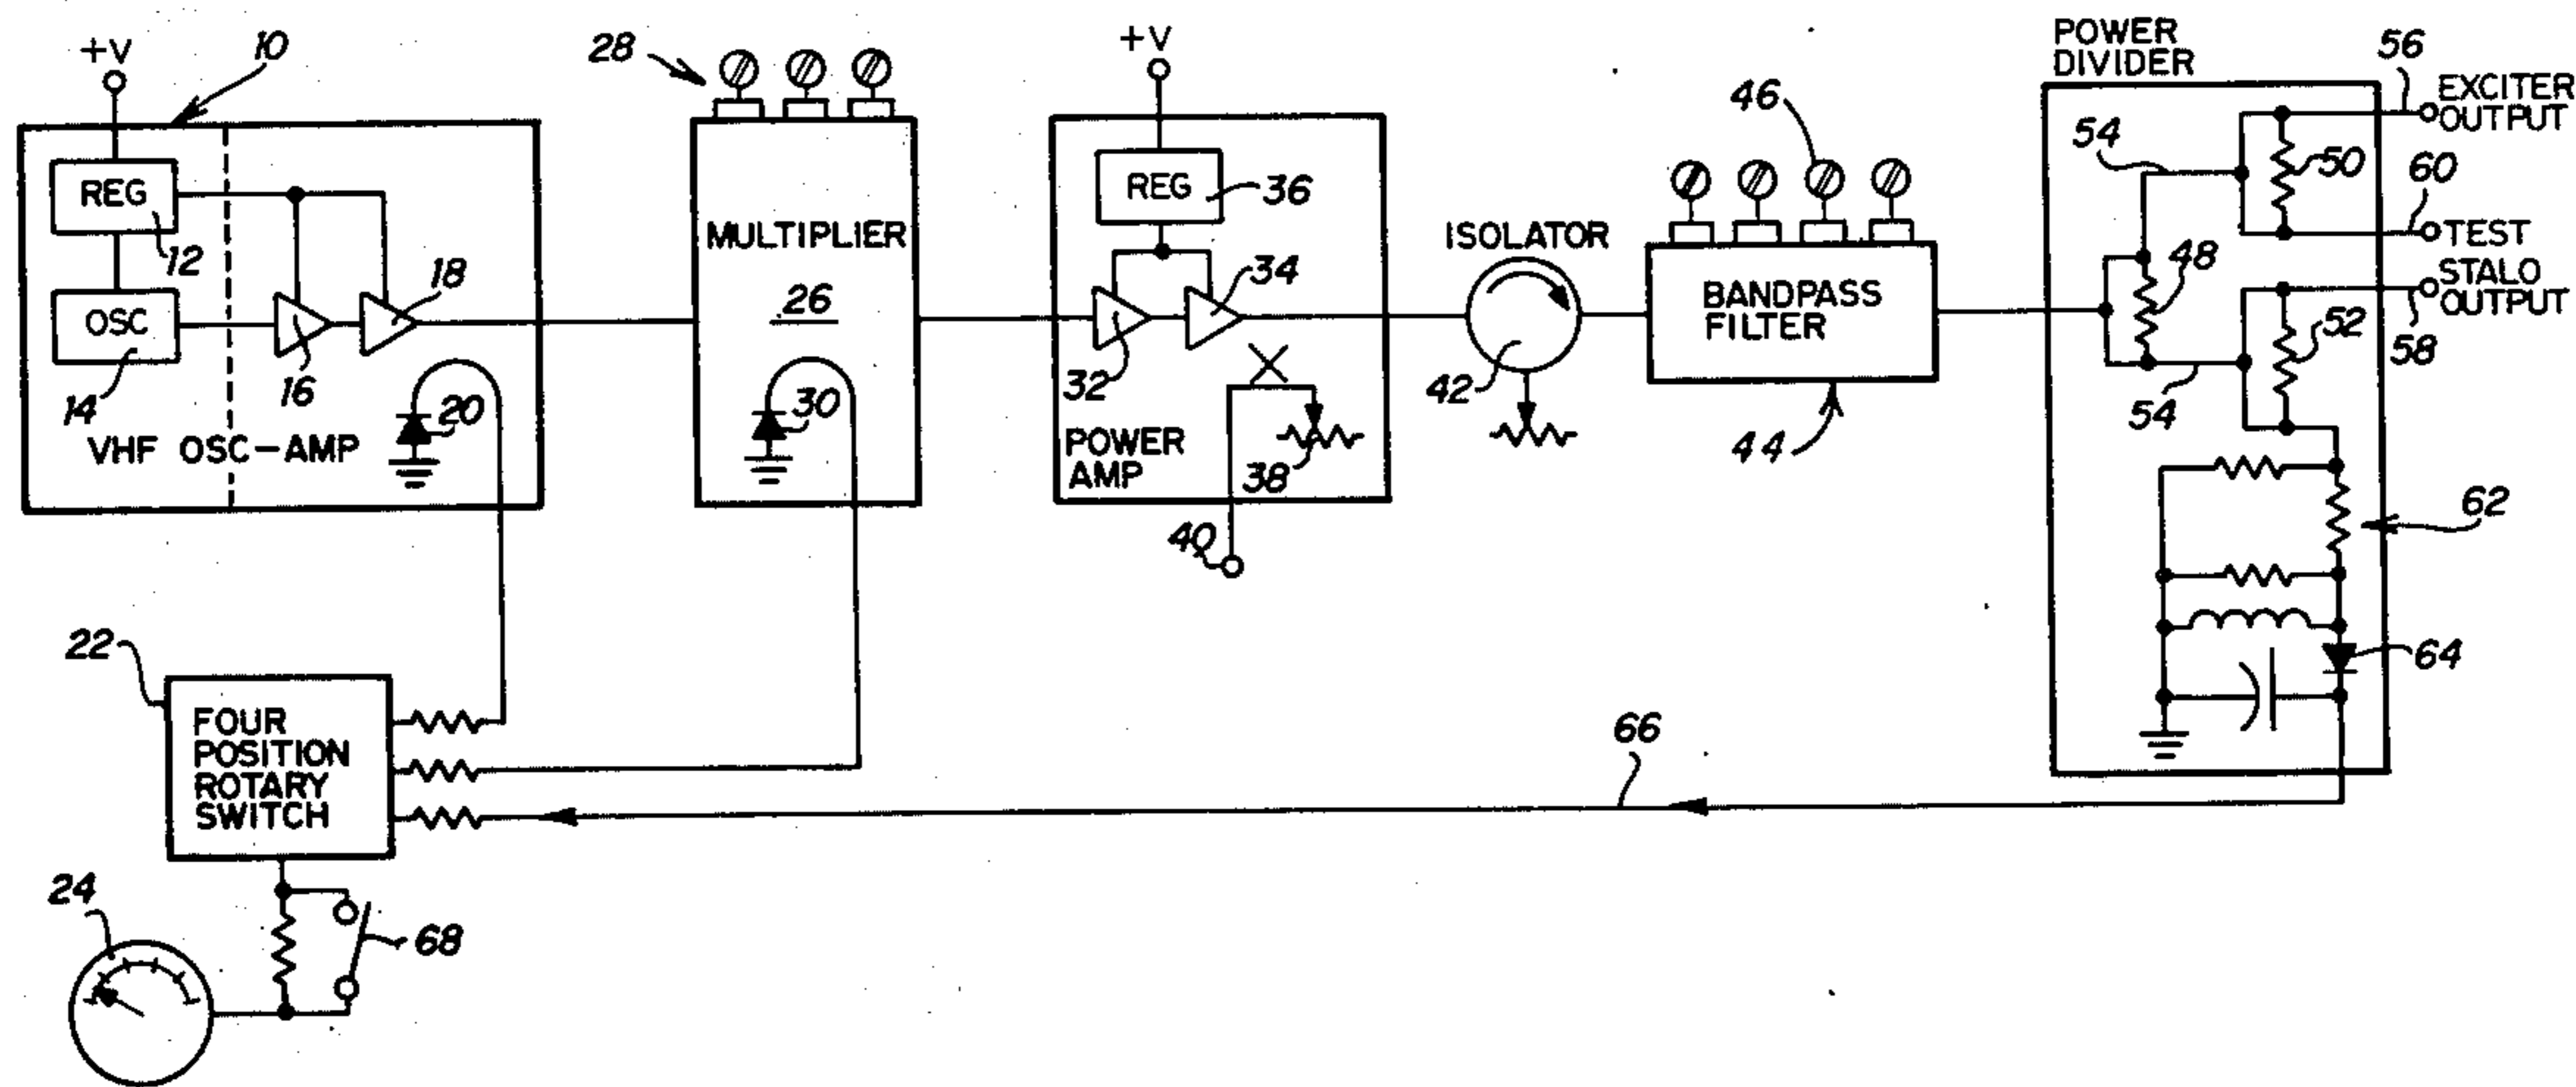 +V
10
REG
12
OSC
14
16
18
20
VHF OSC-AMP
28
MULTIPLIER
26
30
+V
REG
36
34
32
POWER
AMP
38
40
ISOLATOR
42
46
BANDPASS
FILTER
44
POWER
DIVIDER
56
EXCITER
OUTPUT
54
50
60
TEST
48
STALO
OUTPUT
52
58
54
62
64
66
22
FOUR
POSITION
ROTARY
SWITCH
24
68